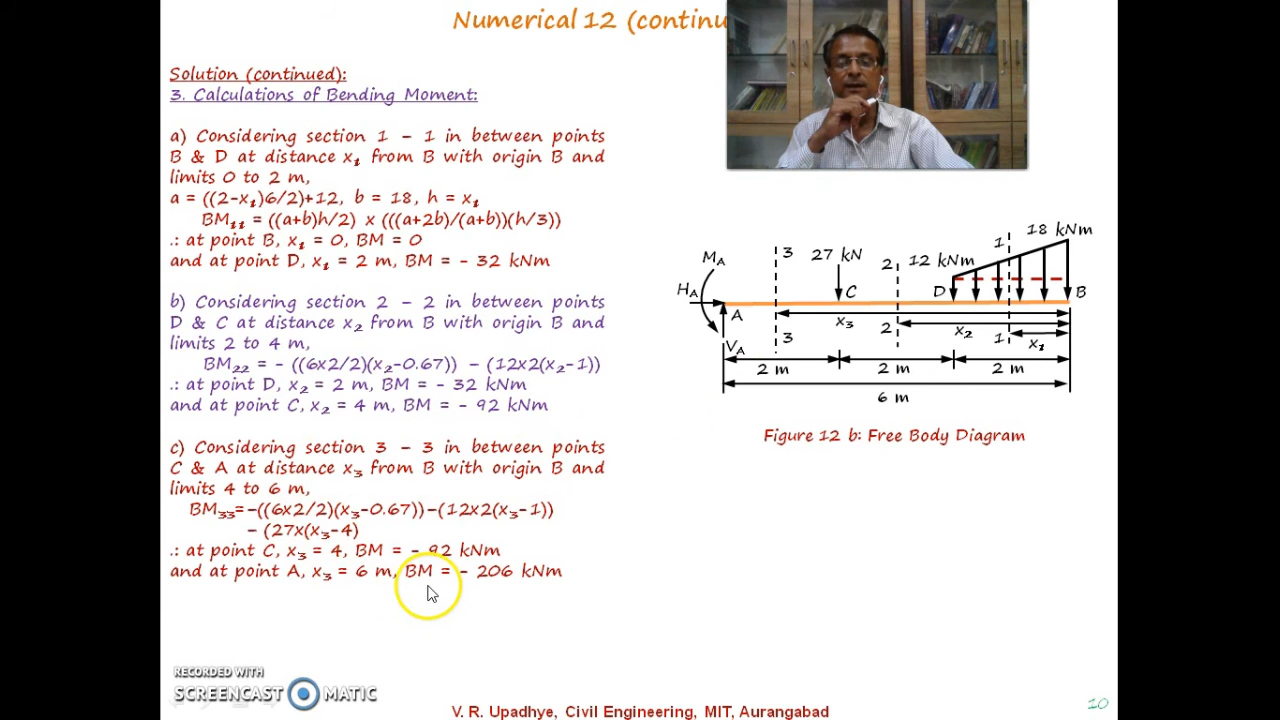 Numerical 12 (continu
Solution (continued):
3. Calculations of Bending Moment:
a) Considering section 1 - 1 in between points
B & D at distance x₁ from B with origin B and
limits 0 to 2 m,
a = ((2-x₁)6/2)+12, b = 18, h = x₁
BM₁₁ = ((a+b)h/2) x (((a+2b)/(a+b))(h/3))
.: at point B, x₁ = 0, BM = 0
and at point D, x₁ = 2 m, BM = - 32 kNm
b) Considering section 2 - 2 in between points
D & C at distance x₂ from B with origin B and
limits 2 to 4 m,
BM₂₂ = - ((6x2/2)(x₂-0.67)) - (12x2(x₂-1))
.: at point D, x₂ = 2 m, BM = - 32 kNm
and at point C, x₂ = 4 m, BM = - 92 kNm
c) Considering section 3 - 3 in between points
C & A at distance x₃ from B with origin B and
limits 4 to 6 m,
BM₃₃=-((6x2/2)(x₃-0.67))-(12x2(x₃-1))
- (27x(x₃-4)
.: at point C, x₃ = 4, BM = - 92 kNm
and at point A, x₃ = 6 m, BM = - 206 kNm
18 kNm
1
MA
3
27 kN
2
12 kNm
HA
C
D
B
A
x₃
x₂
VA
3
2
1
x₁
2 m
2 m
2 m
6 m
Figure 12 b: Free Body Diagram
RECORDED WITH
SCREENCAST MATIC
V. R. Upadhye, Civil Engineering, MIT, Aurangabad
10